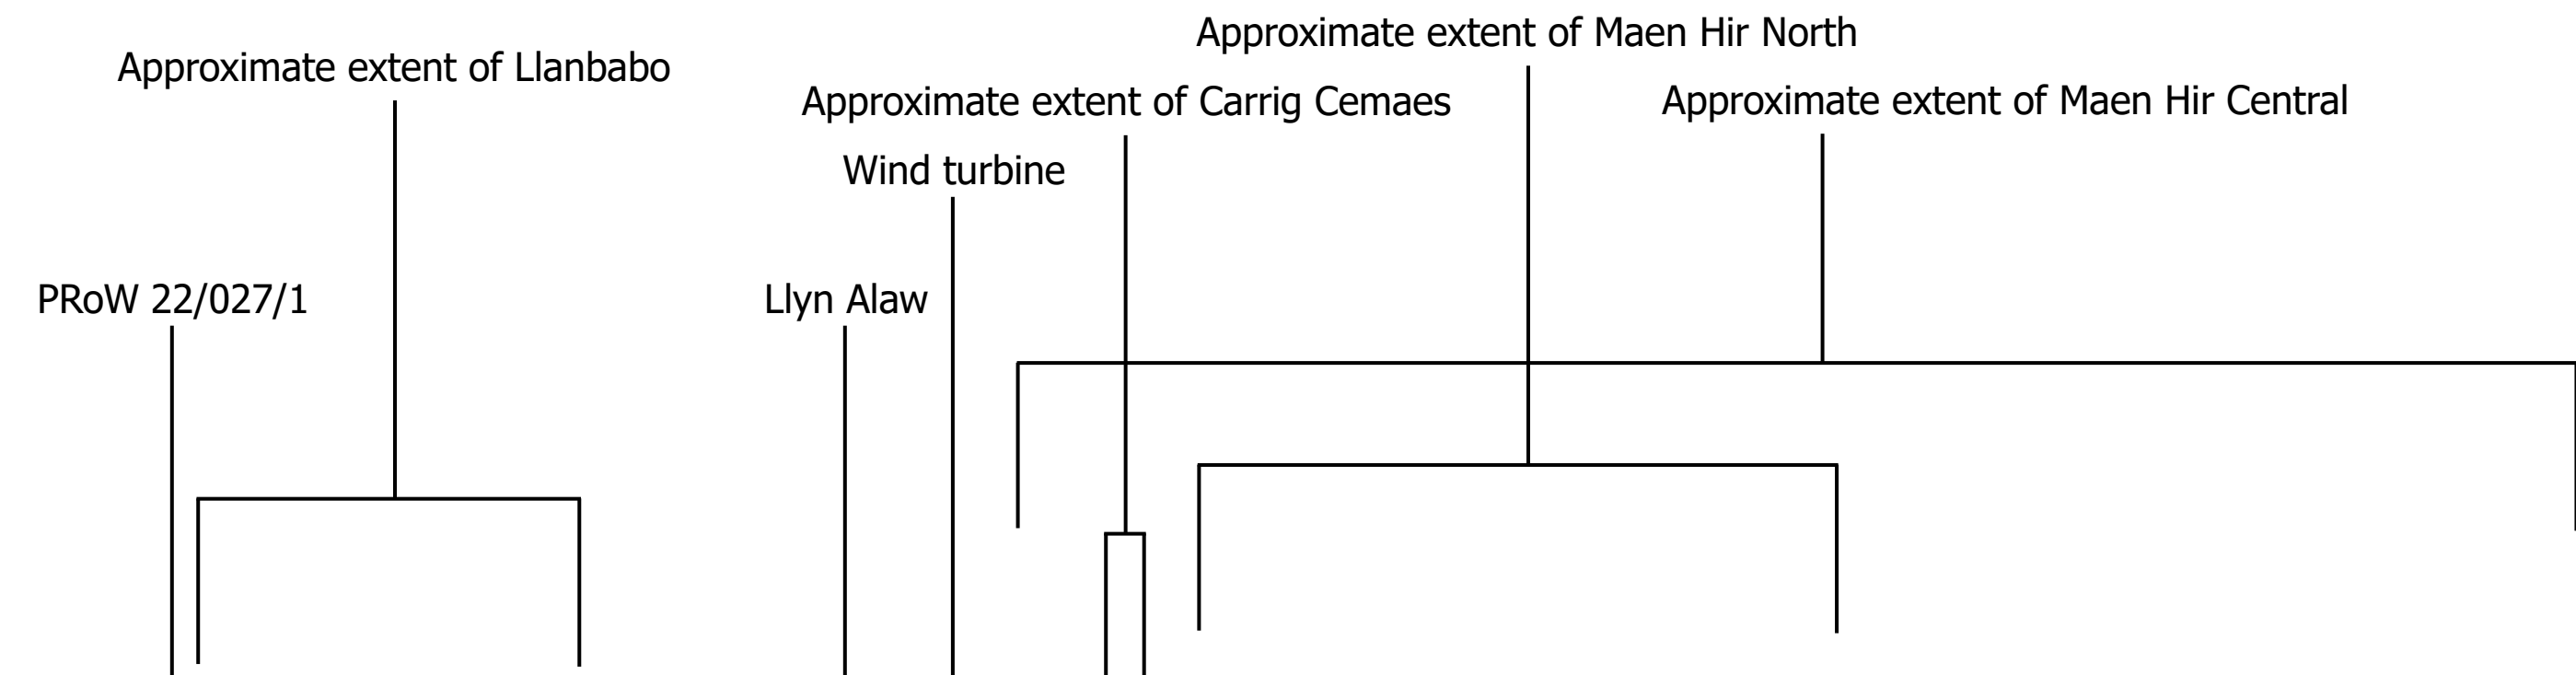 Approximate extent of Maen Hir North
Approximate extent of Llanbabo
Approximate extent of Carrig Cemaes
Approximate extent of Maen Hir Central
Wind turbine
PRoW 22/027/1
Llyn Alaw